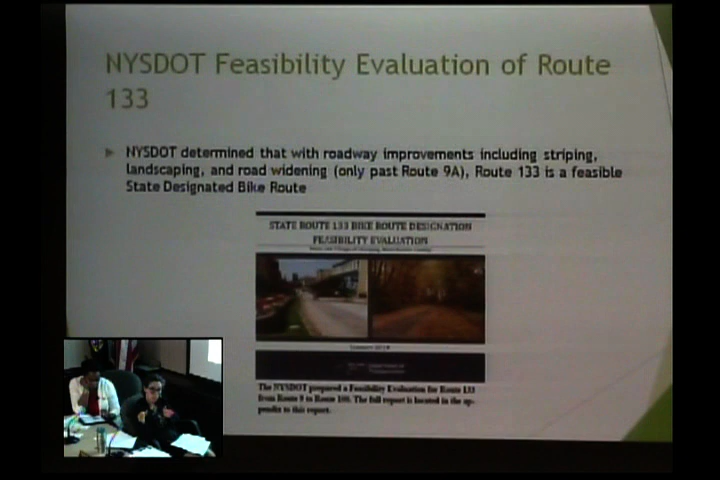 NYSDOT Feasibility Evaluation of Route
133
NYSDOT determined that with roadway improvements including striping,
landscaping, and road widening (only past Route 9A), Route 133 is a feasible
State Designated Bike Route
STATE ROUTE 133 BIKE ROUTE DESIGNATION
FEASIBILITY EVALUATION
The NYSDOT prepared a Feasibility Evaluation for Route 133
from Route 9 to Route 100. The full report is located in the ap-
pendix to this report.